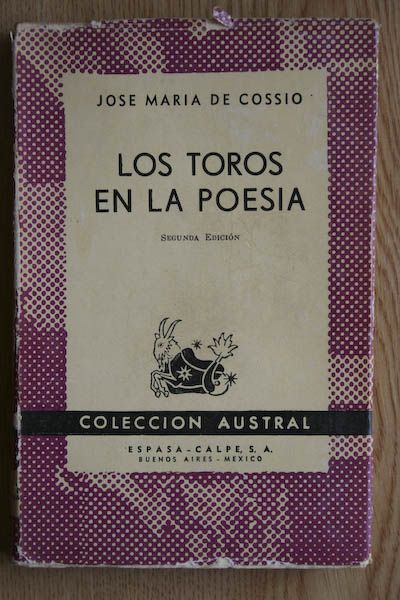 JOSE MARIA DE COSSIO
LOS TOROS
EN LA POESIA
SEGUNDA EDICIÓN
COLECCION AUSTRAL
ESPASA-CALPE, S. A.
BUENOS AIRES-MEXICO